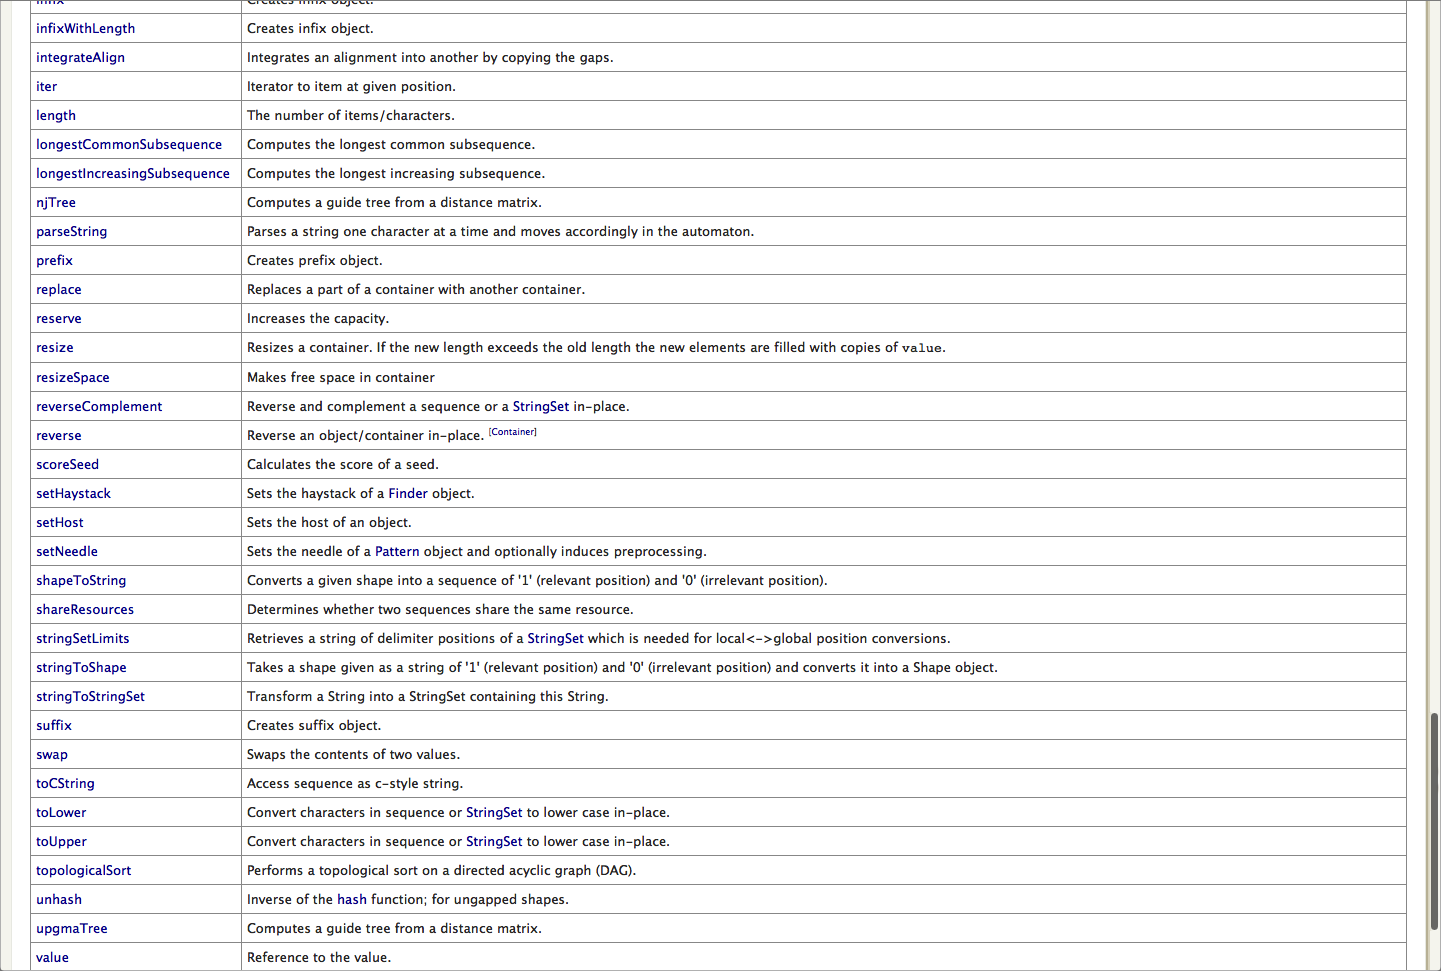 infix Creates infix object.
infixWithLength Creates infix object.
integrateAlign Integrates an alignment into another by copying the gaps.
iter Iterator to item at given position.
length The number of items/characters.
longestCommonSubsequence Computes the longest common subsequence.
longestIncreasingSubsequence Computes the longest increasing subsequence.
njTree Computes a guide tree from a distance matrix.
parseString Parses a string one character at a time and moves accordingly in the automaton.
prefix Creates prefix object.
replace Replaces a part of a container with another container.
reserve Increases the capacity.
resize Resizes a container. If the new length exceeds the old length the new elements are filled with copies of value.
resizeSpace Makes free space in container
reverseComplement Reverse and complement a sequence or a StringSet in-place.
reverse Reverse an object/container in-place. [Container]
scoreSeed Calculates the score of a seed.
setHaystack Sets the haystack of a Finder object.
setHost Sets the host of an object.
setNeedle Sets the needle of a Pattern object and optionally induces preprocessing.
shapeToString Converts a given shape into a sequence of '1' (relevant position) and '0' (irrelevant position).
shareResources Determines whether two sequences share the same resource.
stringSetLimits Retrieves a string of delimiter positions of a StringSet which is needed for local<->global position conversions.
stringToShape Takes a shape given as a string of '1' (relevant position) and '0' (irrelevant position) and converts it into a Shape object.
stringToStringSet Transform a String into a StringSet containing this String.
suffix Creates suffix object.
swap Swaps the contents of two values.
toCString Access sequence as c-style string.
toLower Convert characters in sequence or StringSet to lower case in-place.
toUpper Convert characters in sequence or StringSet to lower case in-place.
topologicalSort Performs a topological sort on a directed acyclic graph (DAG).
unhash Inverse of the hash function; for ungapped shapes.
upgmaTree Computes a guide tree from a distance matrix.
value Reference to the value.